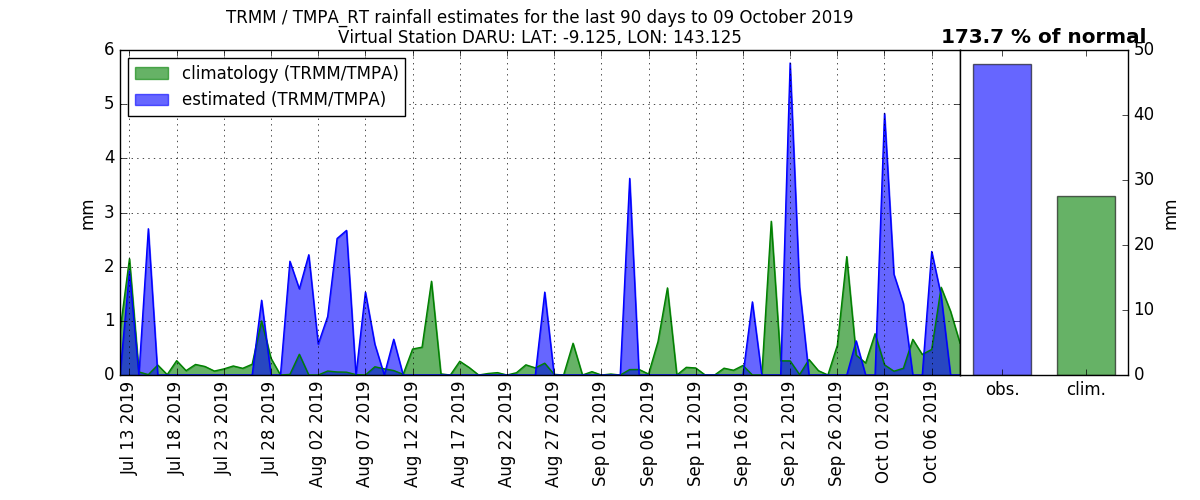 TRMM / TMPA_RT rainfall estimates for the last 90 days to 09 October 2019
Virtual Station DARU: LAT: -9.125, LON: 143.125
173.7 % of normal
climatology (TRMM/TMPA)
estimated (TRMM/TMPA)
6
5
4
3
2
1
0
mm
Jul 13 2019
Jul 18 2019
Jul 23 2019
Jul 28 2019
Aug 02 2019
Aug 07 2019
Aug 12 2019
Aug 17 2019
Aug 22 2019
Aug 27 2019
Sep 01 2019
Sep 06 2019
Sep 11 2019
Sep 16 2019
Sep 21 2019
Sep 26 2019
Oct 01 2019
Oct 06 2019
obs.
clim.
50
40
30
20
10
0
mm